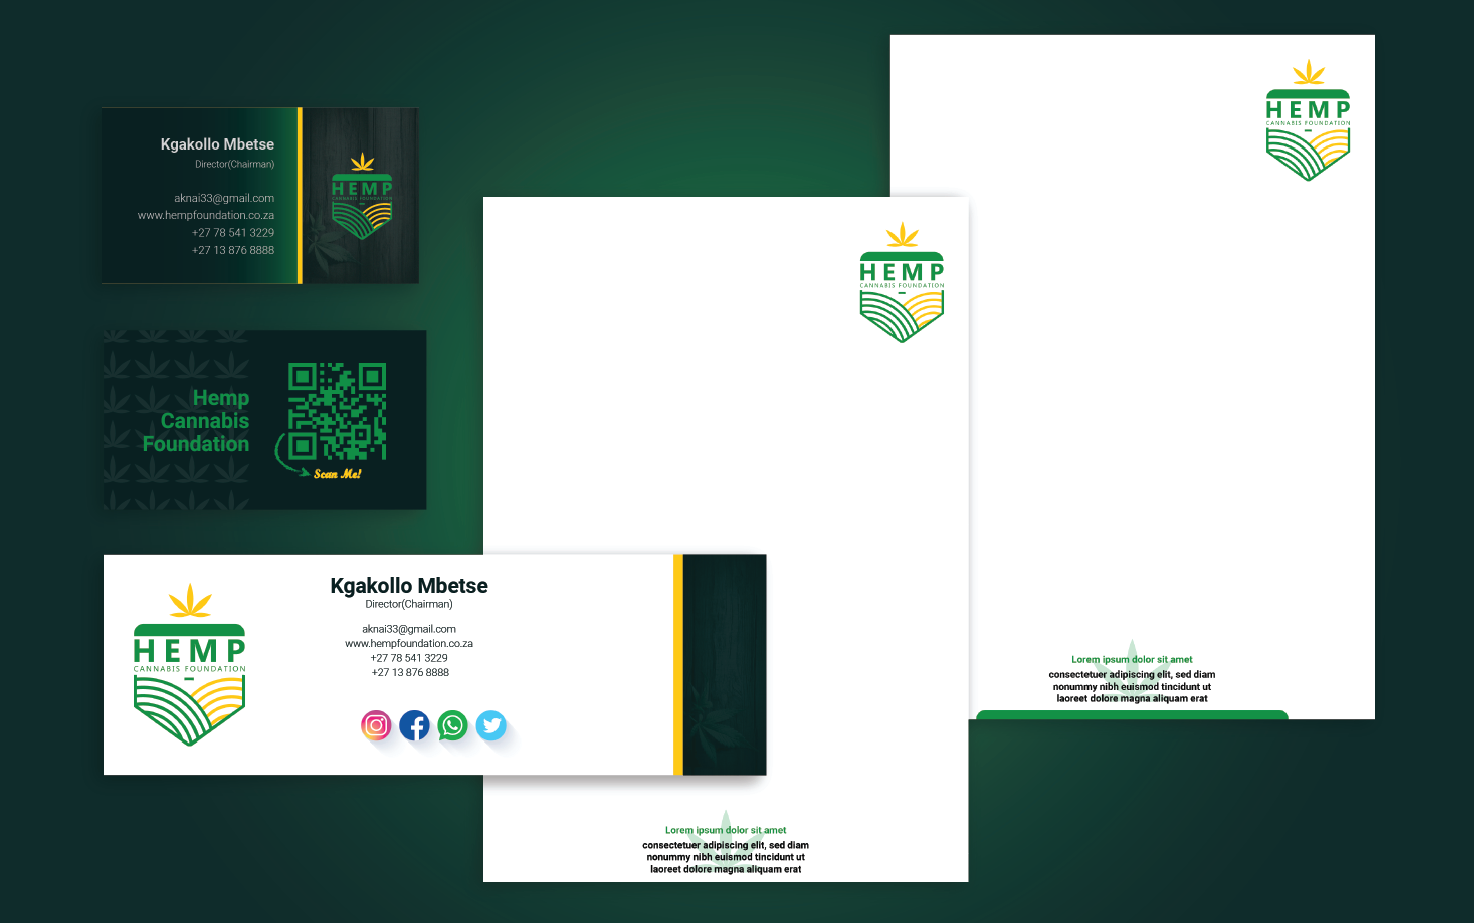 Kgakollo Mbetse
Director(Chairman)
aknai33@gmail.com
www.hempfoundation.co.za
+27 78 541 3229
+27 13 876 8888
HEMP
CANNABIS FOUNDATION
Hemp
Cannabis
Foundation
Scan Me!
HEMP
CANNABIS FOUNDATION
Kgakollo Mbetse
Director(Chairman)
aknai33@gmail.com
www.hempfoundation.co.za
+27 78 541 3229
+27 13 876 8888
HEMP
CANNABIS FOUNDATION
Lorem ipsum dolor sit amet
consectetuer adipiscing elit, sed diam
nonummy nibh euismod tincidunt ut
laoreet dolore magna aliquam erat
HEMP
CANNABIS FOUNDATION
Lorem ipsum dolor sit amet
consectetuer adipiscing elit, sed diam
nonummy nibh euismod tincidunt ut
laoreet dolore magna aliquam erat